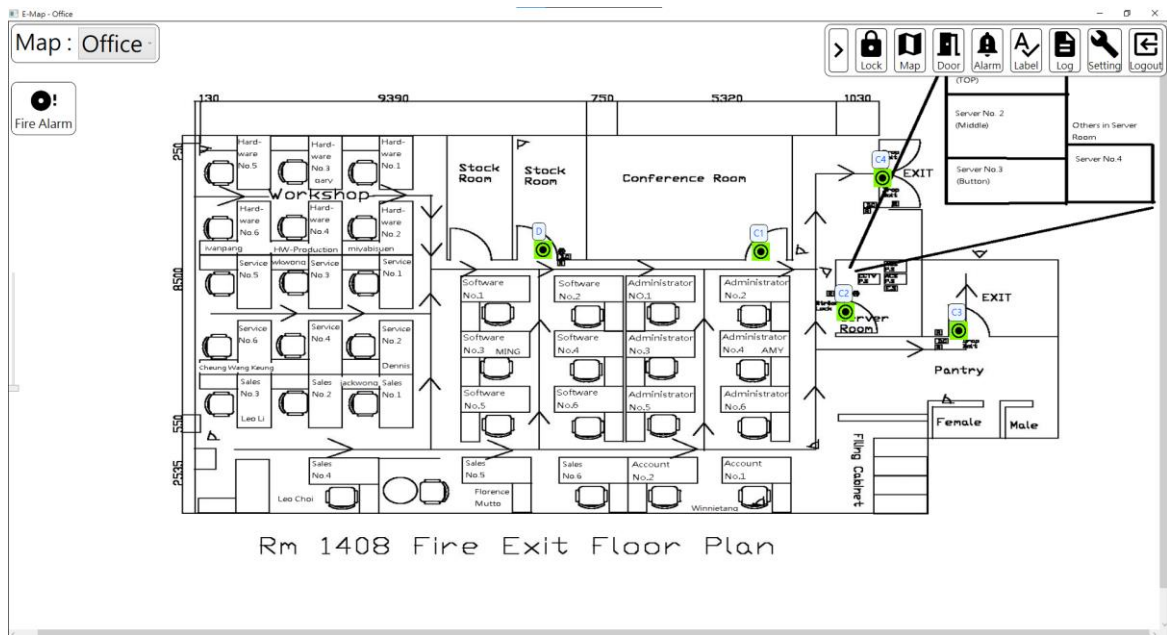 E-Map - Office
Map : Office
Lock
Map
Door
Alarm
Label
Log
Setting
Logout
Fire Alarm
130
9390
750
5320
1030
(TOP)
Server No. 2
(Middle)
Others in Server
Room
Server No.3
(Button)
Server No.4
250
Hard-
ware
No.5
Hard-
ware
No.3
Hard-
ware
No.1
Workshop
Stock
Room
Stock
Room
Conference Room
C4
EXIT
Hard-
ware
No.6
Hard-
ware
No.4
Hard-
ware
No.2
ivanpang
HW-Production
D
C1
8500
Service
No.5
Service
No.3
Service
No.1
Software
No.1
Software
No.2
Administrator
NO.1
Administrator
No.2
C2
Server
Room
C3
EXIT
Service
No.6
Service
No.4
Service
No.2
Software
No.3
MING
Software
No.4
Administrator
No.3
Administrator
No.4
AMY
Cheung Wang Keung
Dennis
Pantry
Sales
No.3
Sales
No.2
Sales
No.1
Leo Li
Software
No.5
Software
No.6
Administrator
No.5
Administrator
No.6
550
Female
Male
Filing Cabinet
2535
Sales
No.4
Sales
No.5
Sales
No.6
Account
No.2
Account
No.1
Leo Choi
Florence
Mutto
Winnietang
Rm 1408 Fire Exit Floor Plan